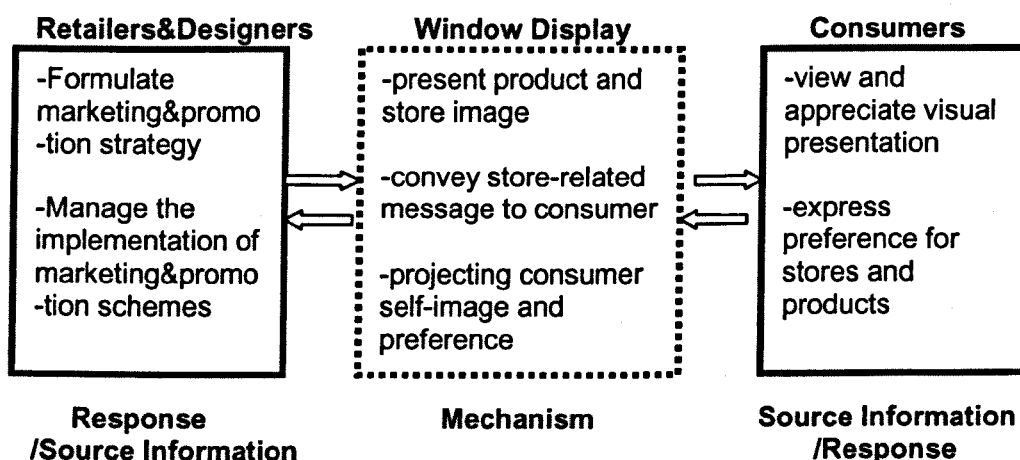 Retailers&Designers
-Formulate
marketing&promo
-tion strategy
-Manage the
implementation of
marketing&promo
-tion schemes
Response
/Source Information
Window Display
-present product and
store image
-convey store-related
message to consumer
-projecting consumer
self-image and
preference
Mechanism
Consumers
-view and
appreciate visual
presentation
-express
preference for
stores and
products
Source Information
/Response